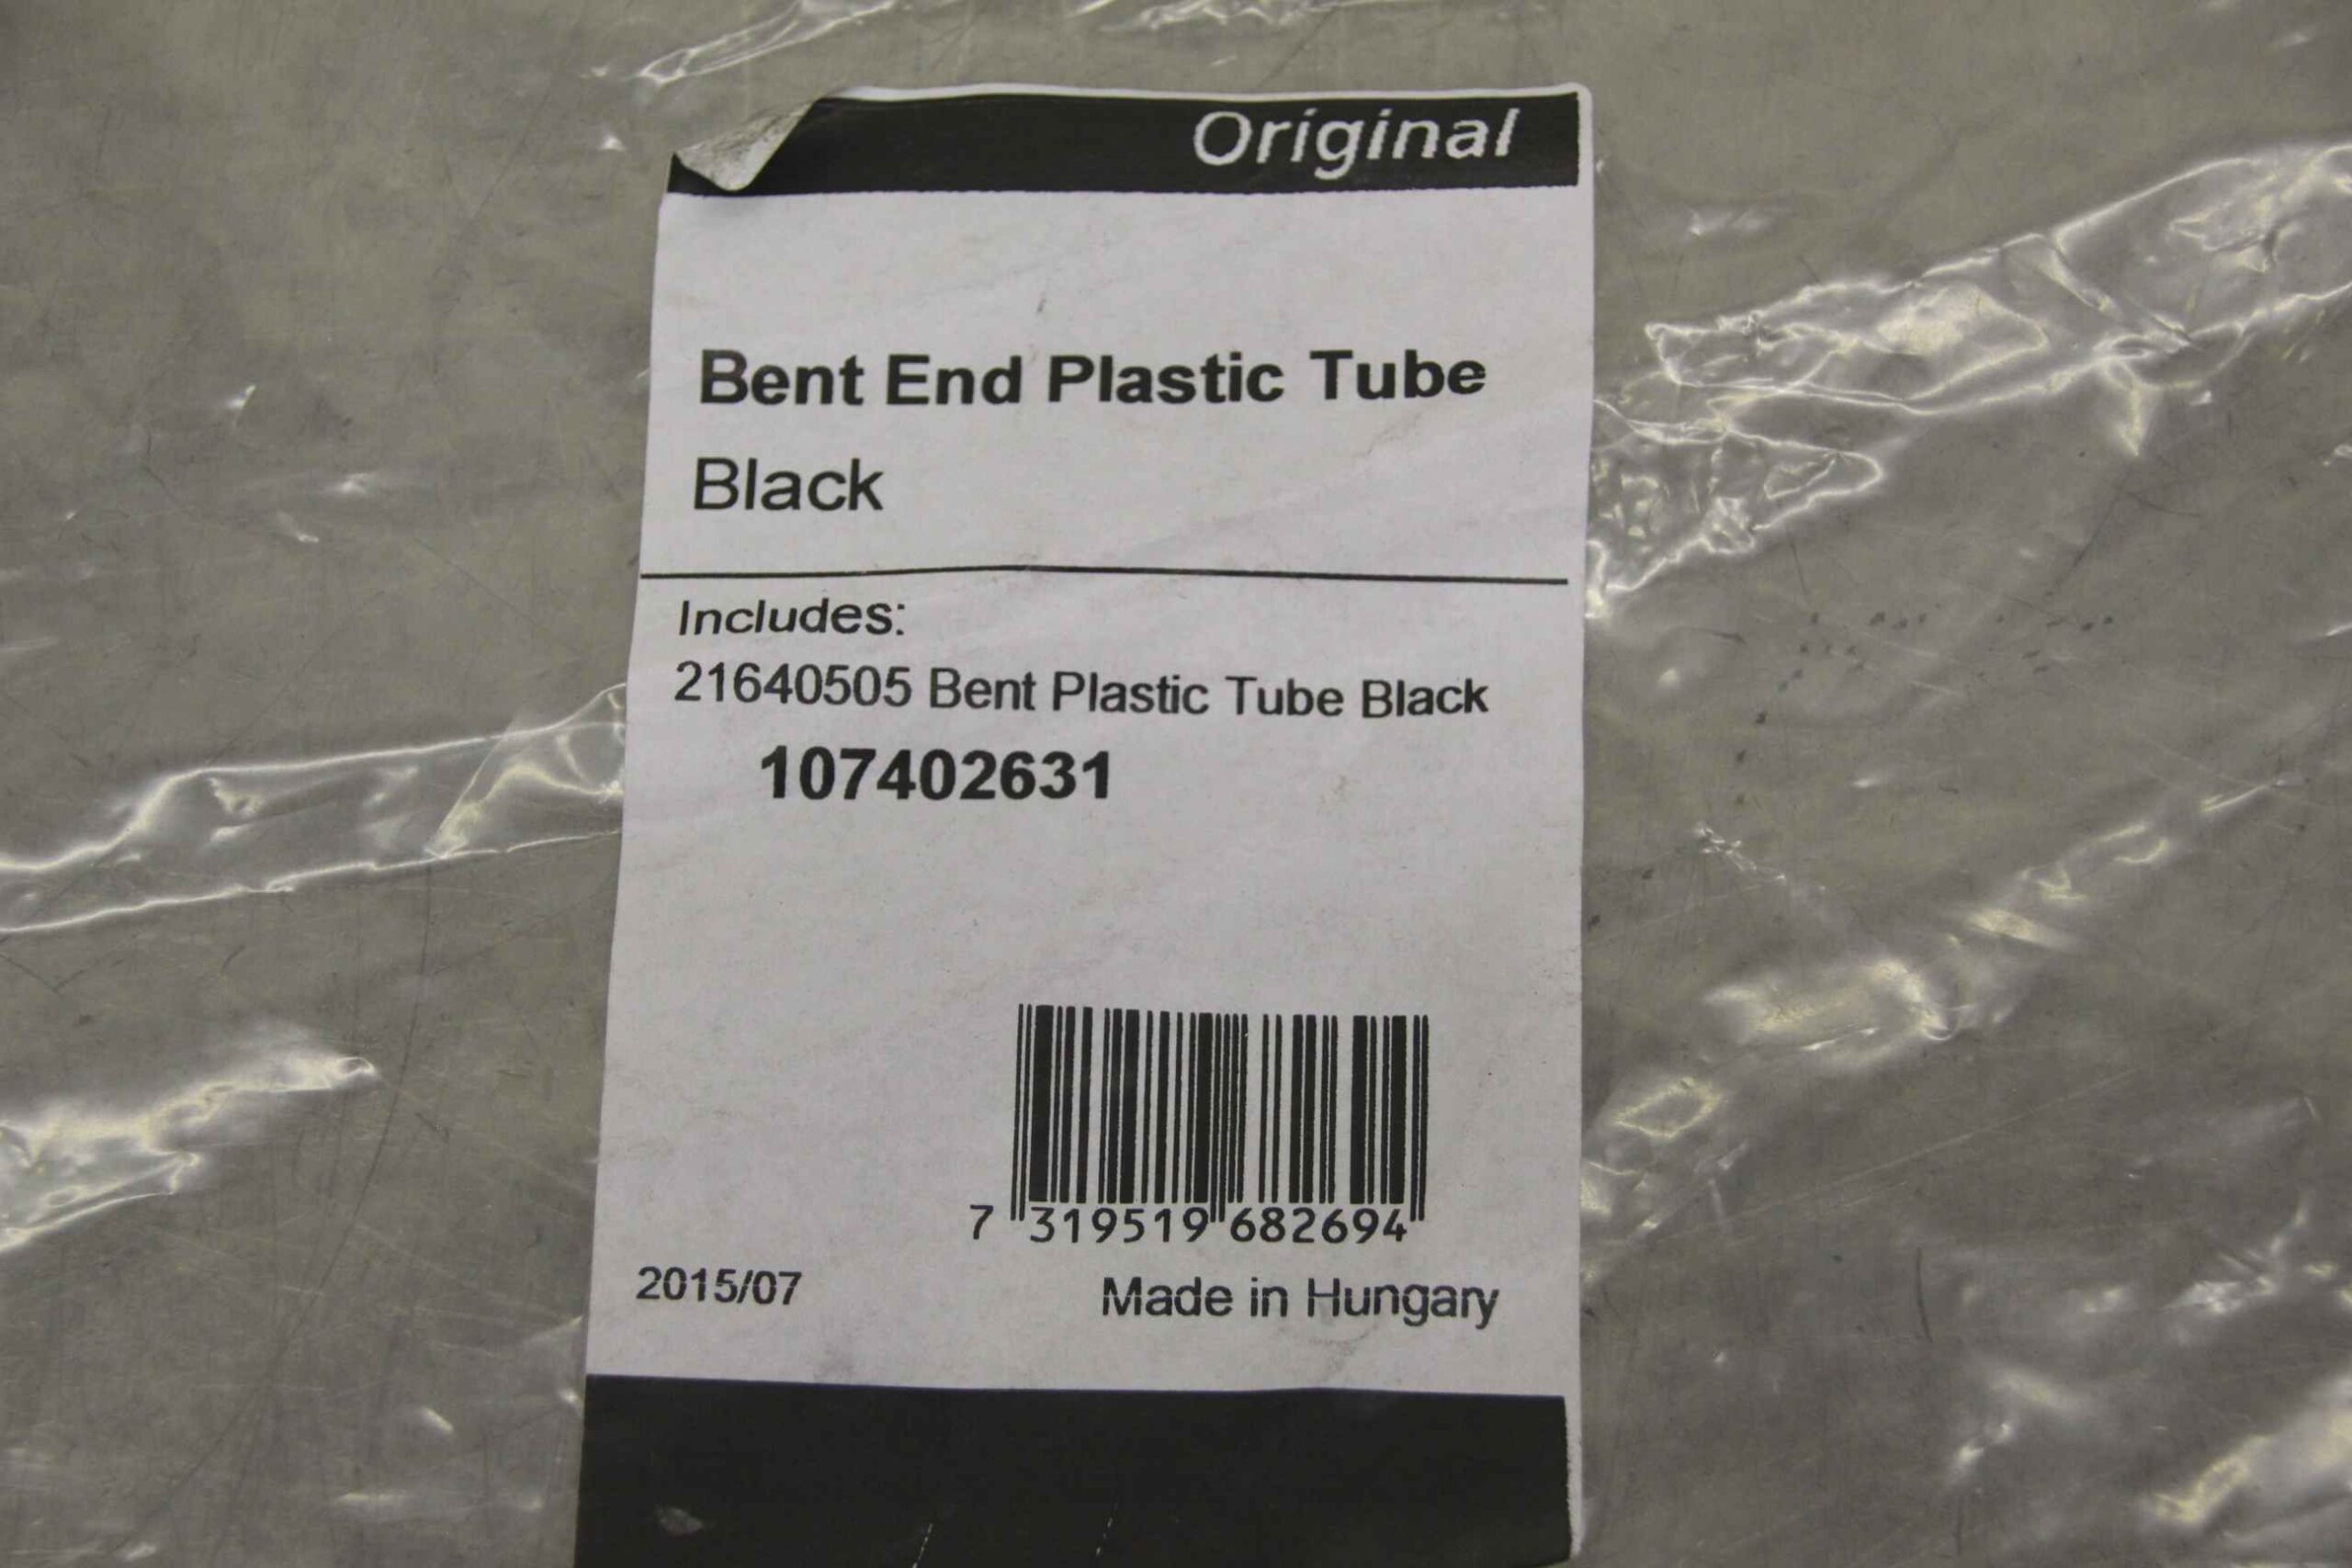 Original
Bent End Plastic Tube
Black
Includes:
21640505 Bent Plastic Tube Black
107402631
7 319519 682694
2015/07 Made in Hungary